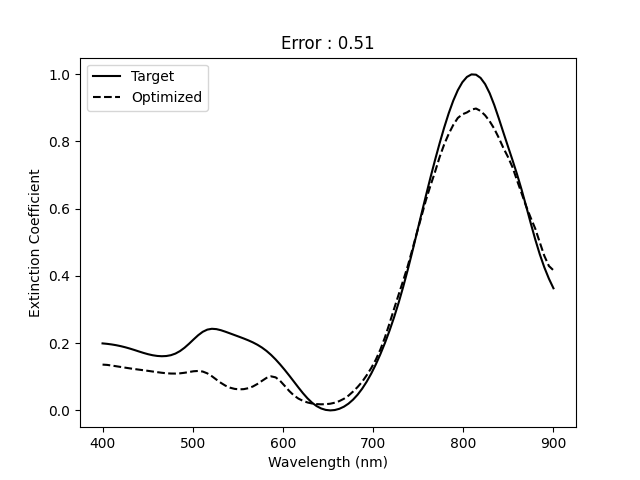 Error : 0.51
Target
Optimized
Extinction Coefficient
1.0
0.8
0.6
0.4
0.2
0.0
400 500 600 700 800 900
Wavelength (nm)